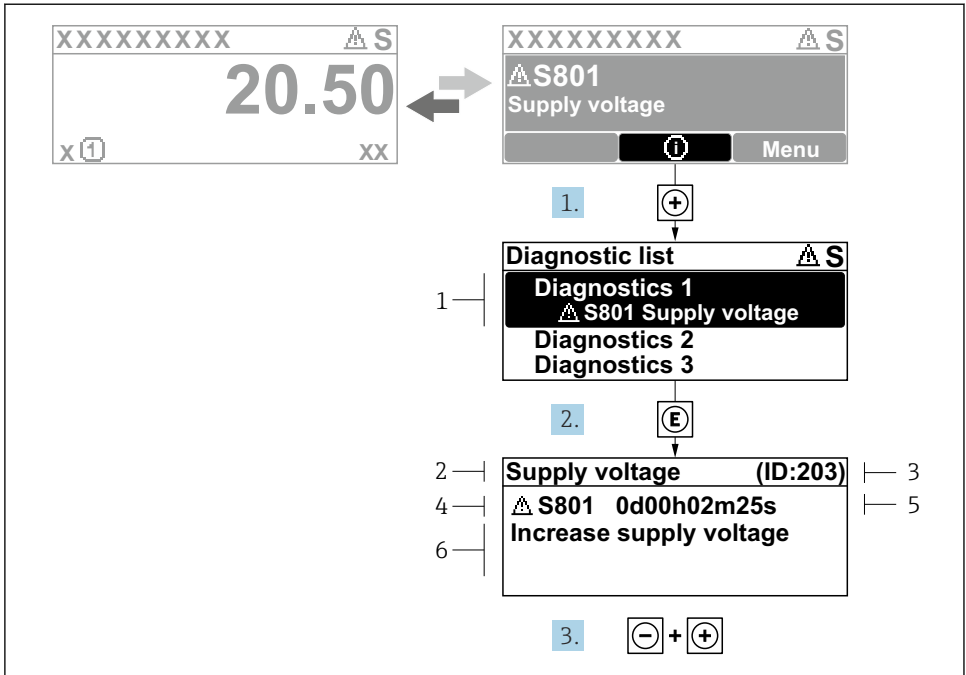 XXXXXXXXX ⚠ S
20.50
X 1 XX
XXXXXXXXX ⚠ S
⚠ S801
Supply voltage
i Menu
1. +
Diagnostic list ⚠ S
1 Diagnostics 1
⚠ S801 Supply voltage
Diagnostics 2
Diagnostics 3
2. E
2 Supply voltage (ID:203) 3
4 ⚠ S801 0d00h02m25s 5
6 Increase supply voltage
3. - + +